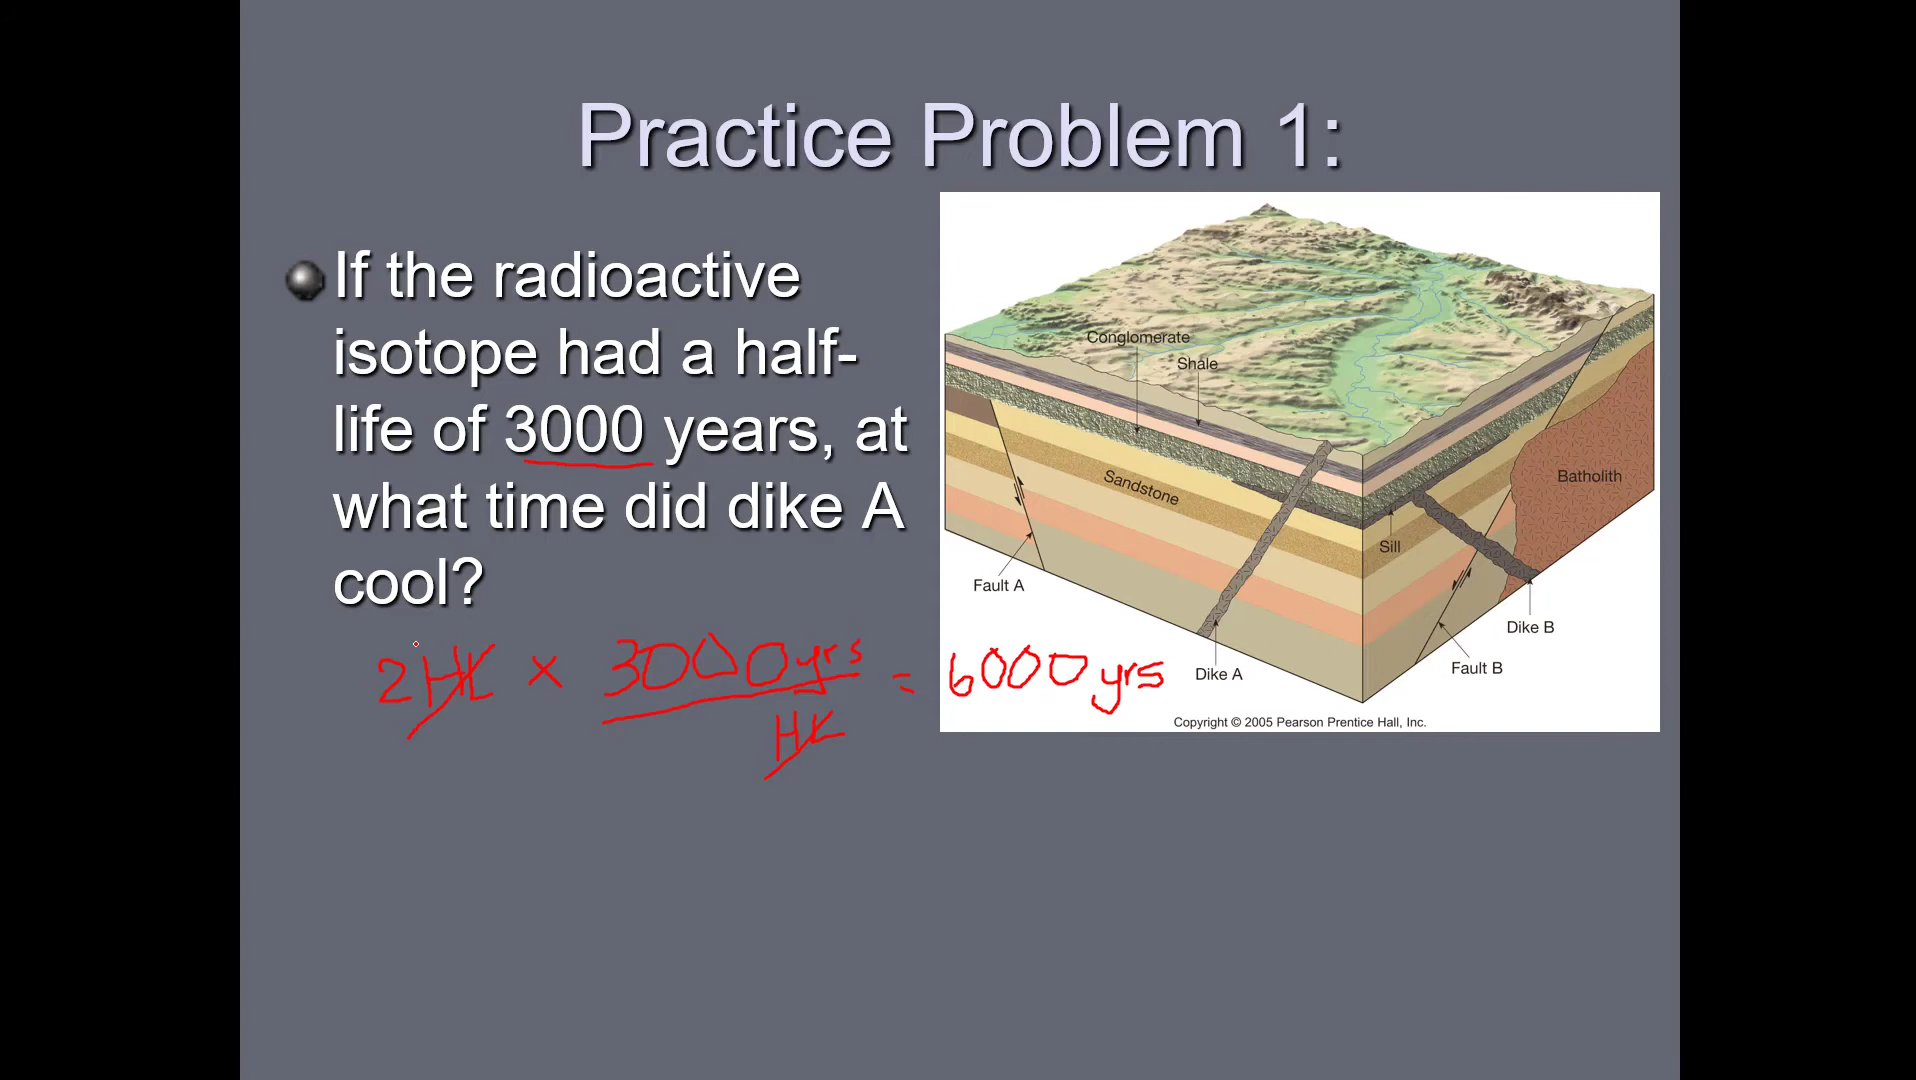 Practice Problem 1:
If the radioactive
isotope had a half-
life of 3000 years, at
what time did dike A
cool?
2 HL x 3000 yrs = 6000 yrs
HL
Conglomerate
Shale
Sandstone
Batholith
Sill
Fault A
Dike B
Fault B
Dike A
Copyright © 2005 Pearson Prentice Hall, Inc.